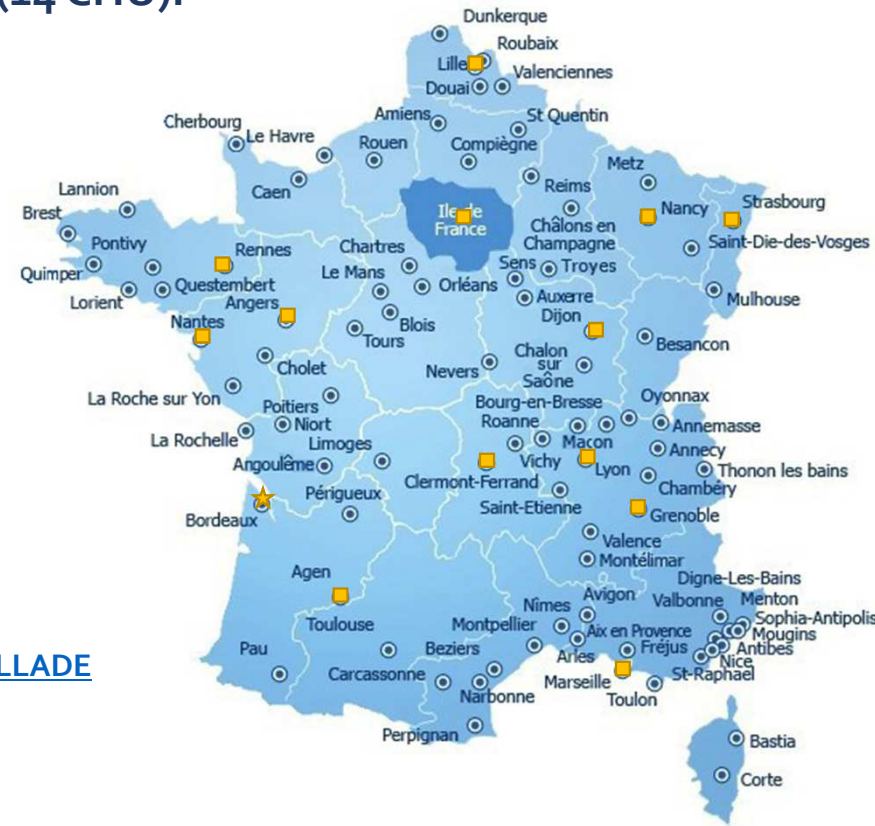 (14 CHU):
Dunkerque
Roubaix
Lille
Valenciennes
Douai
Amiens
St Quentin
Cherbourg
Le Havre
Rouen
Compiègne
Metz
Lannion
Caen
Reims
Strasbourg
Brest
Ile de
France
Nancy
Châlons en
Champagne
Pontivy
Rennes
Chartres
Saint-Die-des-Vosges
Quimper
Le Mans
Sens
Troyes
Questembert
Orléans
Lorient
Angers
Auxerre
Mulhouse
Nantes
Blois
Dijon
Tours
Besancon
Cholet
Nevers
Chalon
sur
Saône
La Roche sur Yon
Poitiers
Bourg-en-Bresse
Oyonnax
Niort
Roanne
Annemasse
La Rochelle
Limoges
Macon
Annecy
Angoulême
Vichy
Lyon
Thonon les bains
Clermont-Ferrand
Chambéry
Périgueux
Saint-Etienne
Grenoble
Bordeaux
Valence
Montélimar
Agen
Digne-Les-Bains
Avigon
Valbonne
Menton
Nîmes
Sophia-Antipolis
Toulouse
Montpellier
Aix en Provence
Mougins
Pau
Beziers
Arles
Fréjus
Antibes
Nice
LLADE
Carcassonne
St-Raphael
Marseille
Narbonne
Toulon
Perpignan
Bastia
Corte